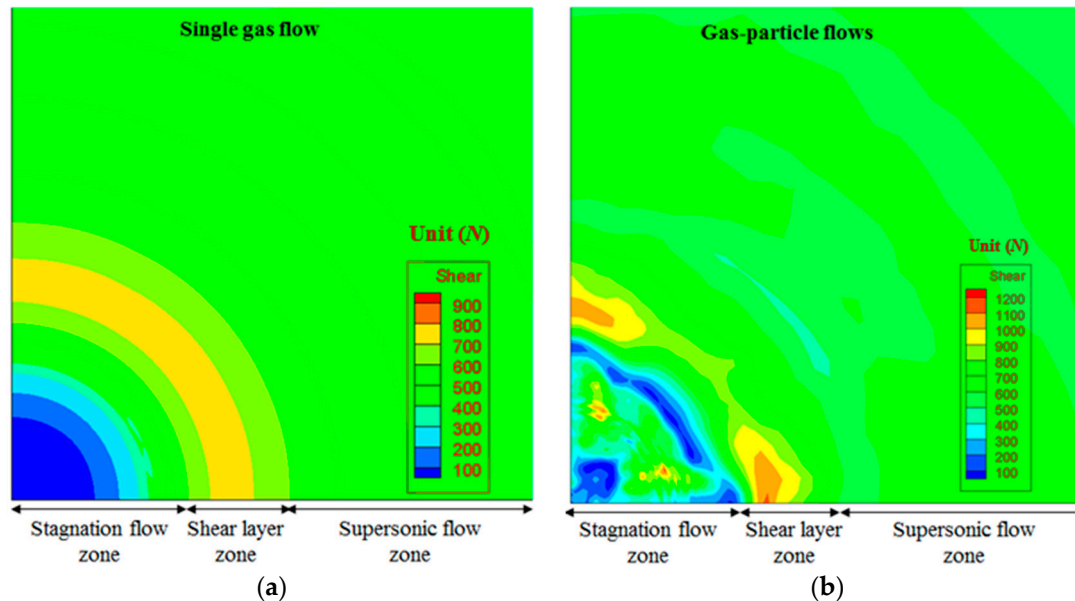 Single gas flow
Unit (N)
Shear
900
800
700
600
500
400
300
200
100
Stagnation flow
zone
Shear layer
zone
Supersonic flow
zone
(a)
Gas-particle flows
Unit (N)
Shear
1200
1100
1000
900
800
700
600
500
400
300
200
100
Stagnation flow
zone
Shear layer
zone
Supersonic flow
zone
(b)